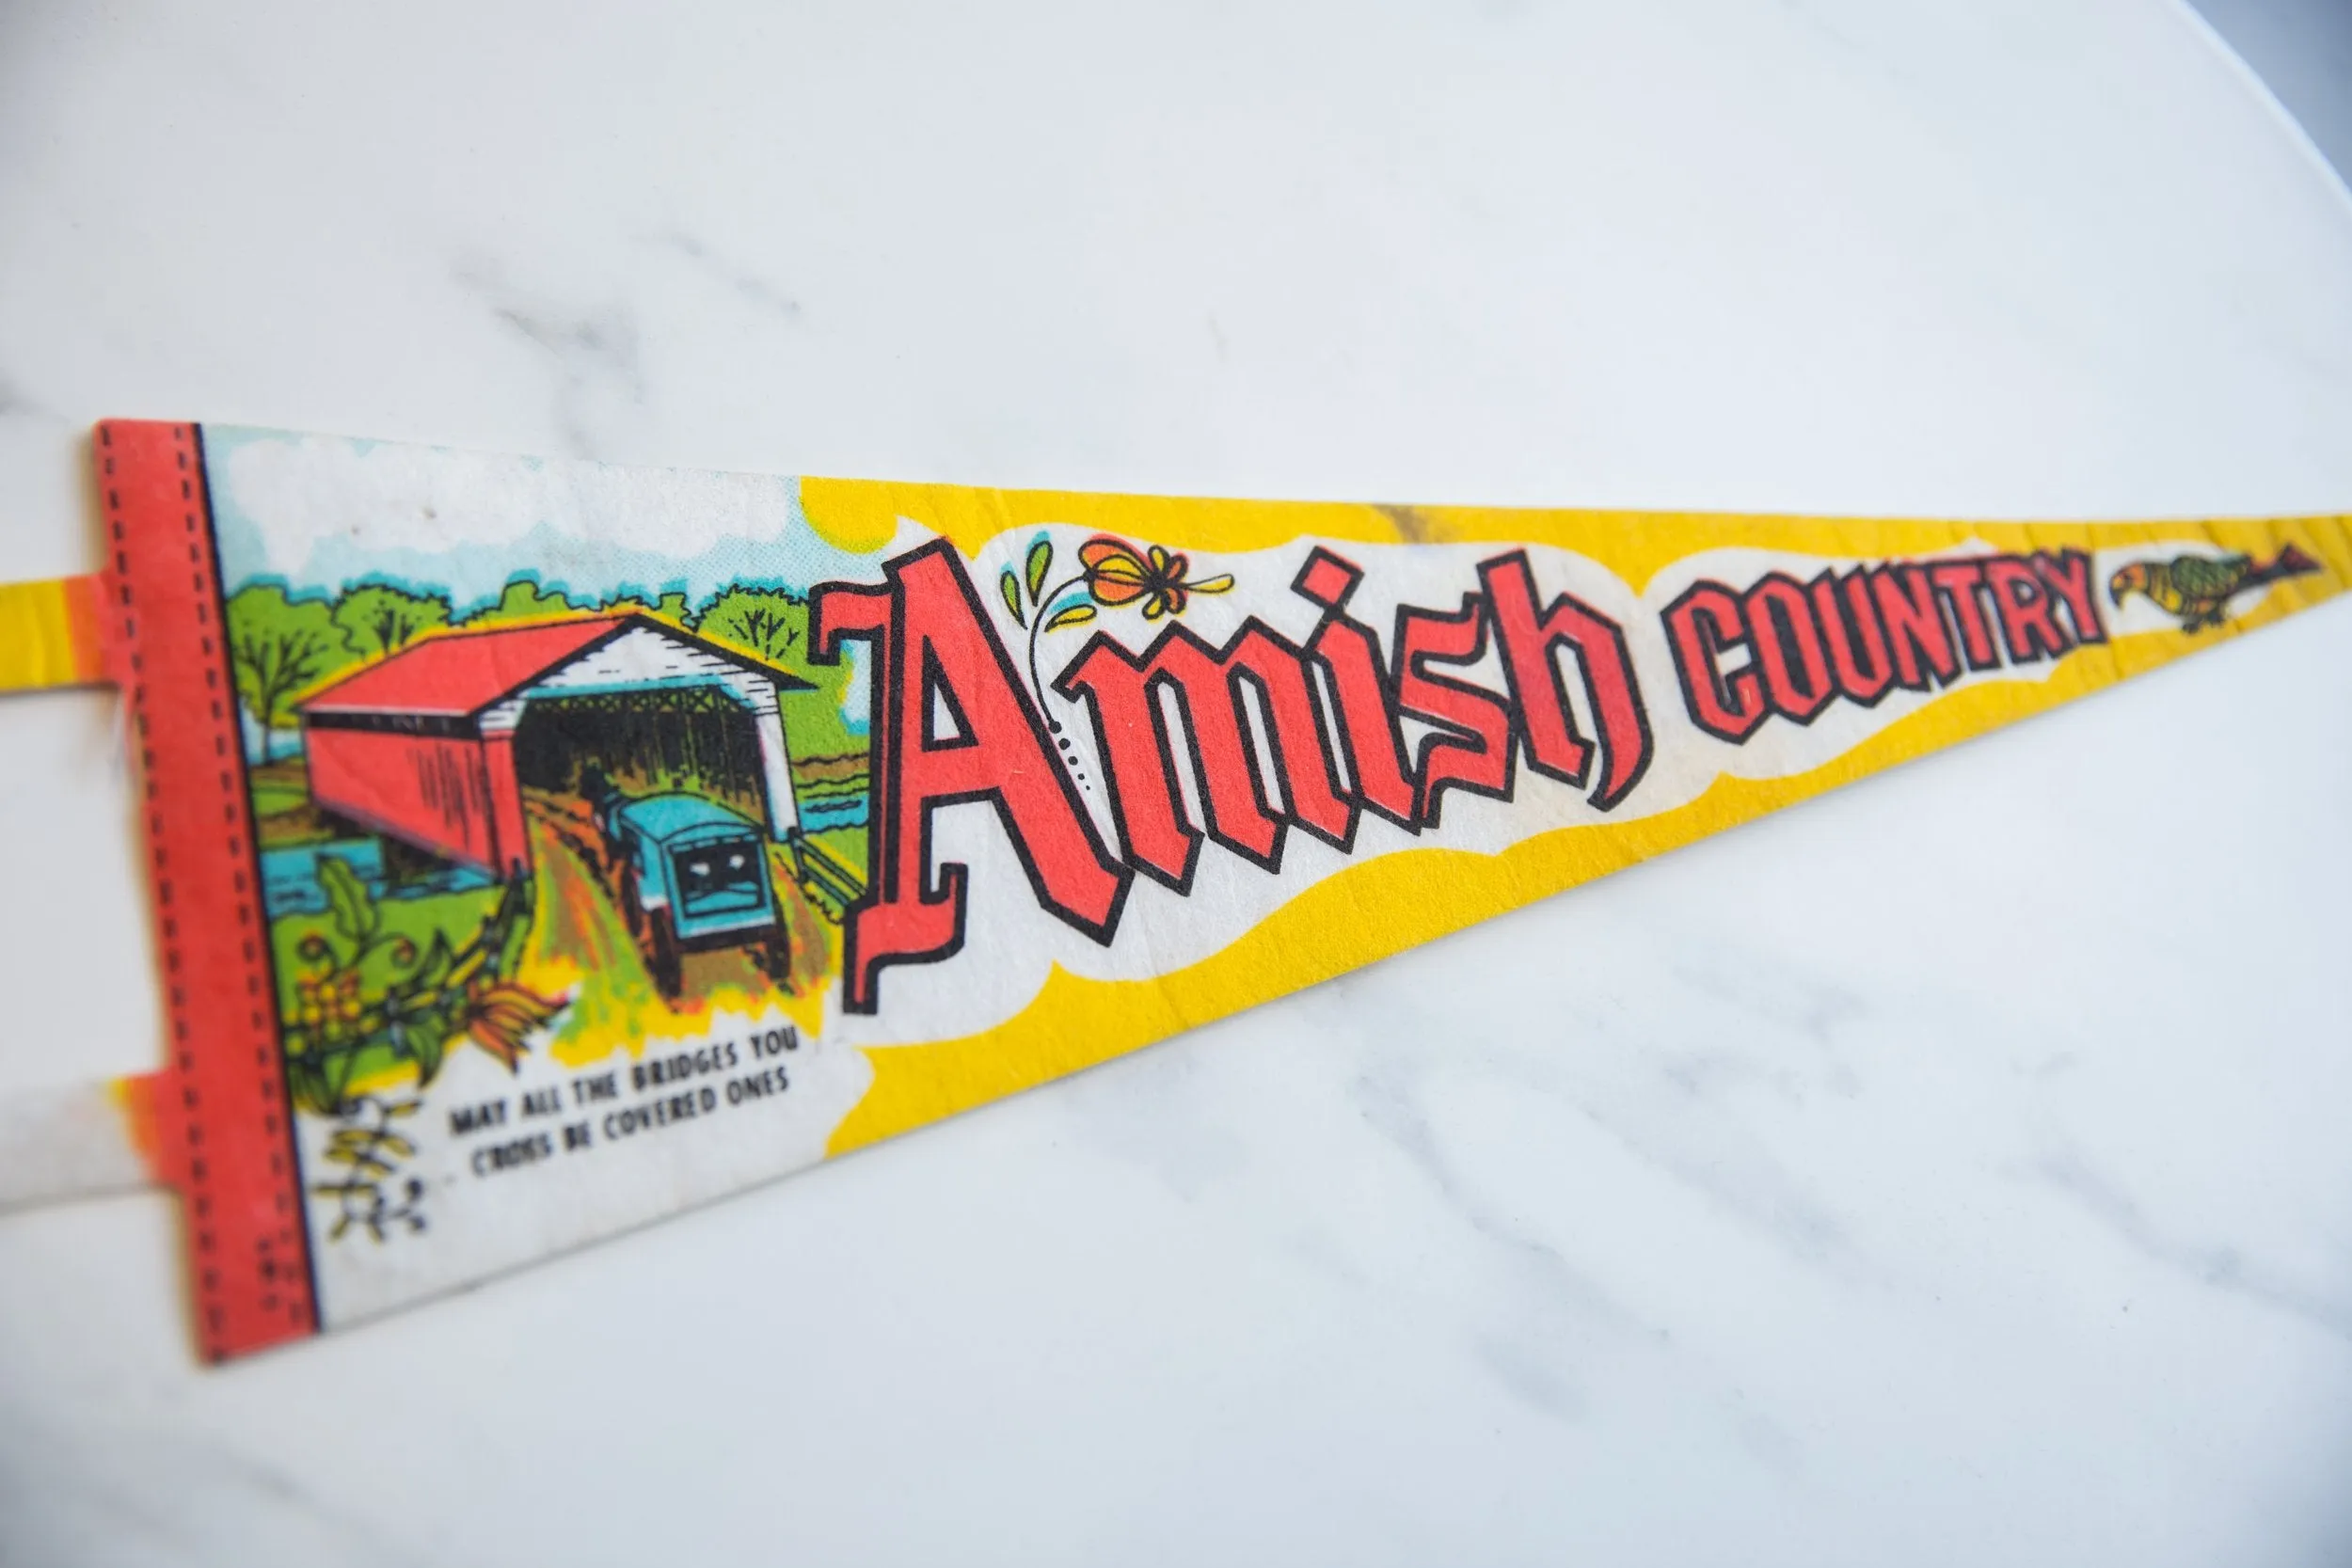 Amish COUNTRY
MAY ALL THE BRIDGES YOU
CROSS BE COVERED ONES